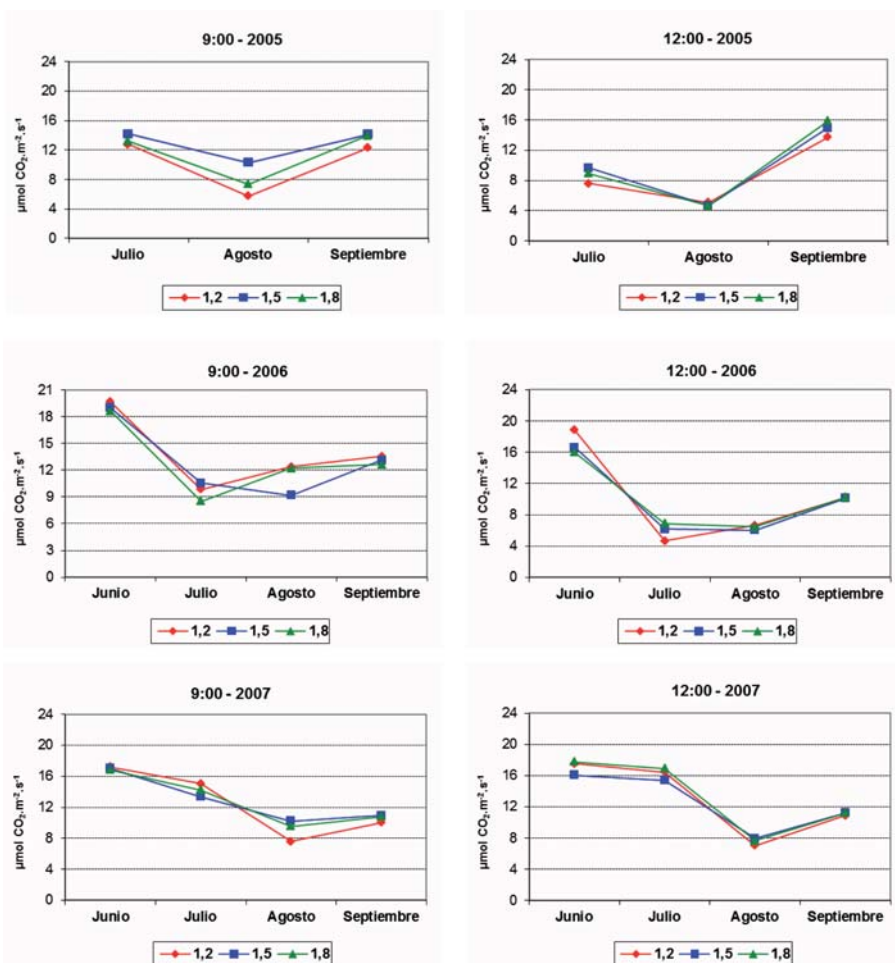 9:00 - 2005
µmol CO₂.m⁻².s¹
24
20
16
12
8
4
0
Julio Agosto Septiembre
1,2 1,5 1,8
12:00 - 2005
µmol CO₂.m⁻².s¹
24
20
16
12
8
4
0
Julio Agosto Septiembre
1,2 1,5 1,8
9:00 - 2006
µmol CO₂.m⁻².s¹
21
18
15
12
9
6
3
0
Junio Julio Agosto Septiembre
1,2 1,5 1,8
12:00 - 2006
µmol CO₂.m⁻².s¹
24
20
16
12
8
4
0
Junio Julio Agosto Septiembre
1,2 1,5 1,8
9:00 - 2007
µmol CO₂.m⁻².s¹
24
20
16
12
8
4
0
Junio Julio Agosto Septiembre
1,2 1,5 1,8
12:00 - 2007
µmol CO₂.m⁻².s¹
24
20
16
12
8
4
0
Junio Julio Agosto Septiembre
1,2 1,5 1,8